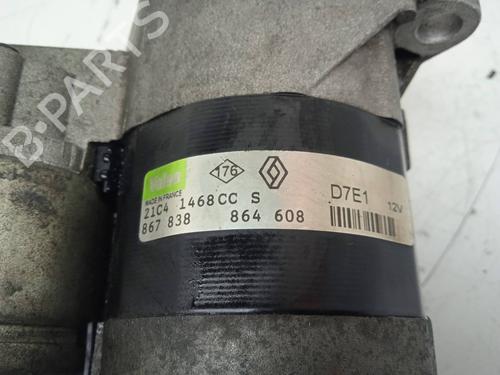 B-PARTS
Valeo
MADE IN FRANCE
176
21C4 1468CC S
867 838 864 608
D7E1
12V